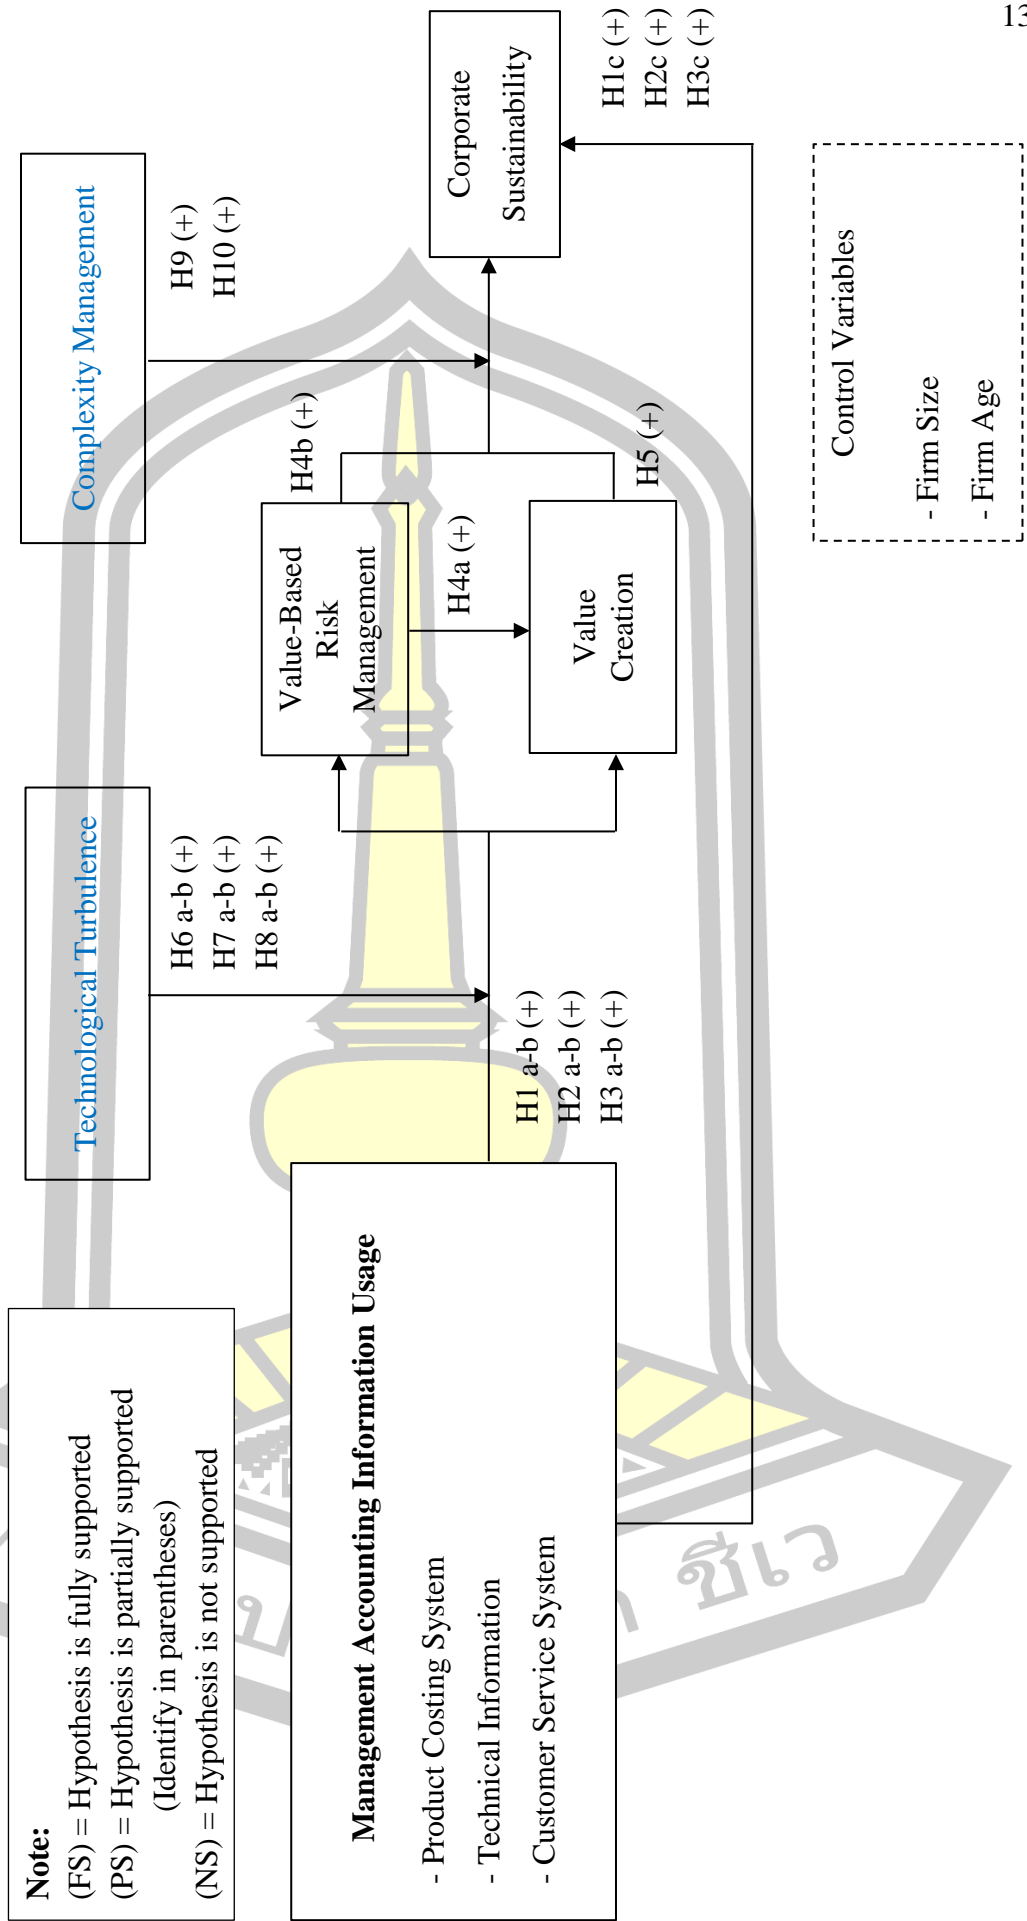 13
Note:
(FS) = Hypothesis is fully supported
(PS) = Hypothesis is partially supported
(Identify in parentheses)
(NS) = Hypothesis is not supported
Technological Turbulence
Complexity Management
H6 a-b (+)
H7 a-b (+)
H8 a-b (+)
H9 (+)
H10 (+)
Management Accounting Information Usage
- Product Costing System
- Technical Information
- Customer Service System
H1 a-b (+)
H2 a-b (+)
H3 a-b (+)
Value-Based
Risk
Management
H4b (+)
H4a (+)
Value
Creation
H5 (+)
Corporate
Sustainability
H1c (+)
H2c (+)
H3c (+)
Control Variables
- Firm Size
- Firm Age
ชีเว